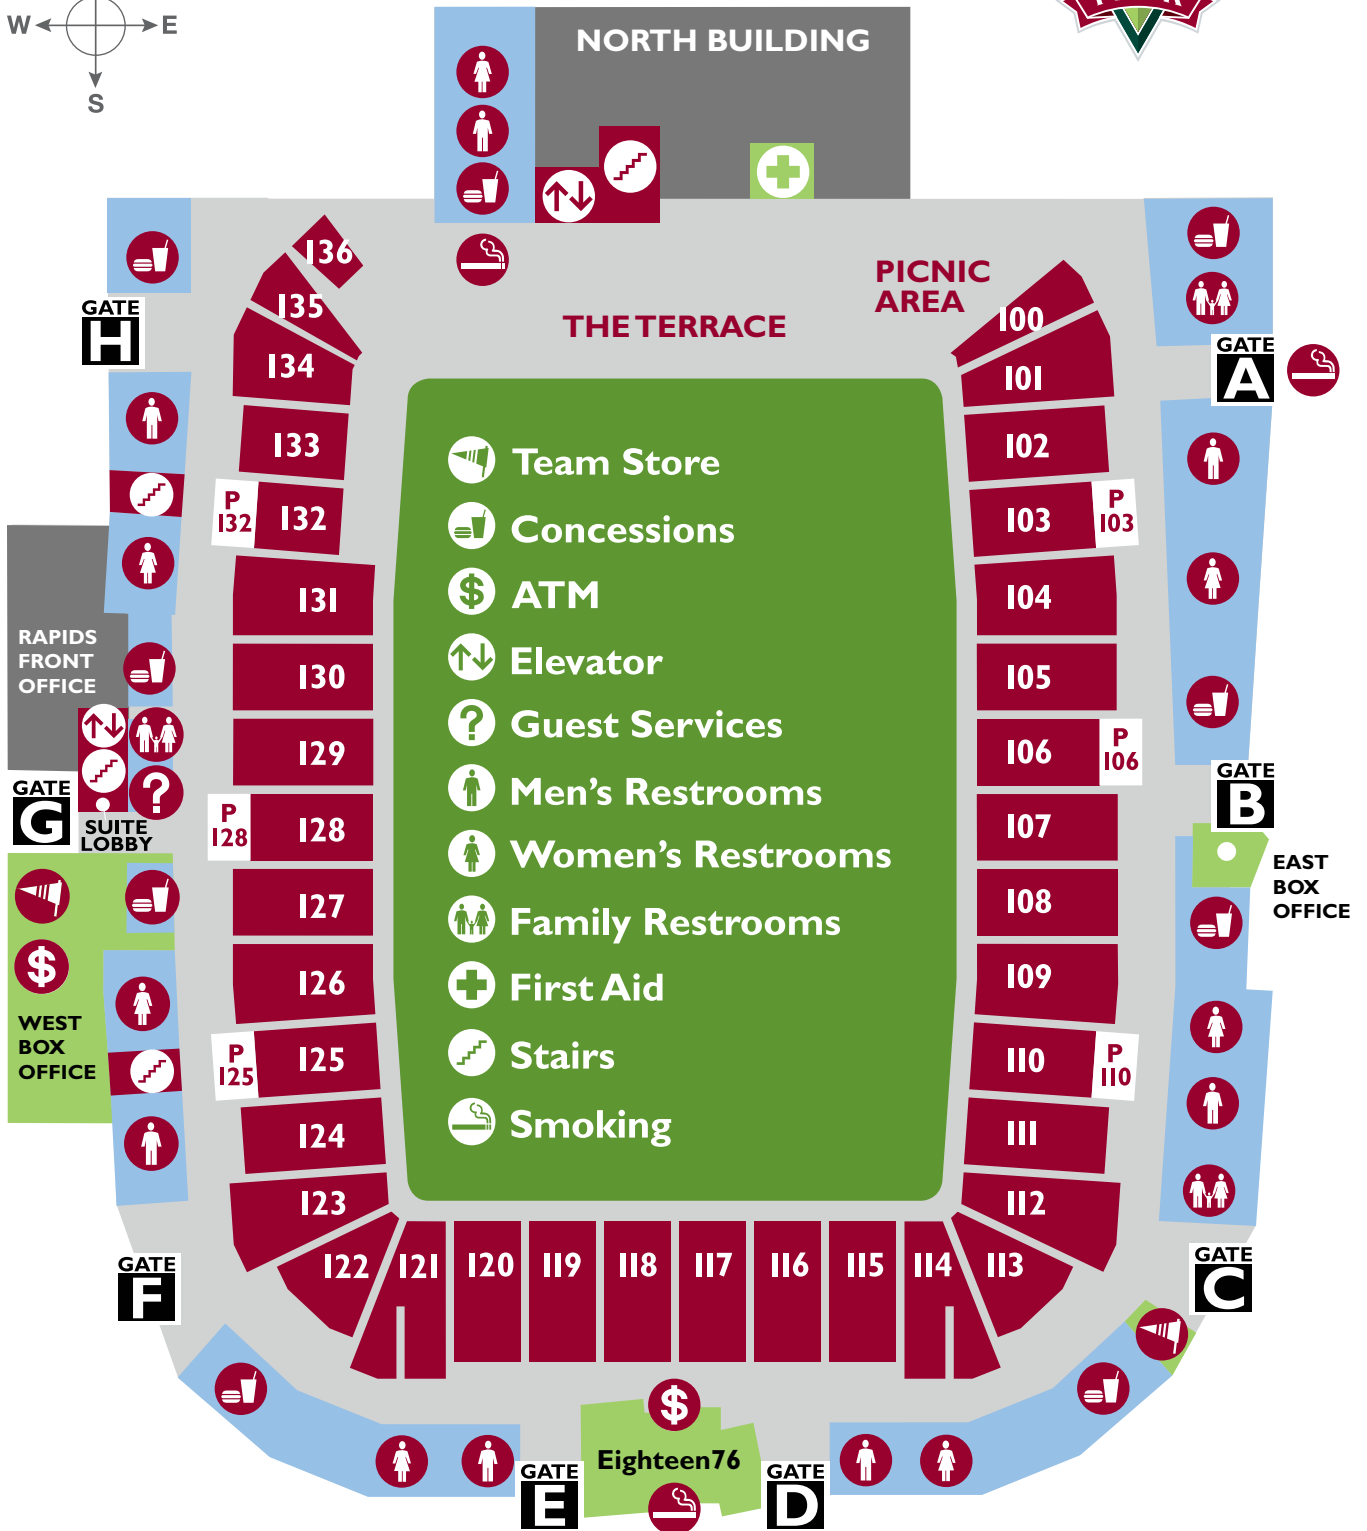 W
E
S
NORTH BUILDING
PICNIC
AREA
THE TERRACE
GATE
H
GATE
A
136
135
134
133
P
132
132
131
130
129
P
128
128
127
126
P
125
125
124
123
122
121
120
119
118
117
116
115
114
113
112
111
110
P
110
109
108
107
106
P
106
105
104
103
P
103
102
101
100
Team Store
Concessions
$ ATM
Elevator
? Guest Services
Men's Restrooms
Women's Restrooms
Family Restrooms
First Aid
Stairs
Smoking
RAPIDS
FRONT
OFFICE
?
GATE
G
SUITE
LOBBY
$
WEST
BOX
OFFICE
GATE
B
EAST
BOX
OFFICE
GATE
F
GATE
C
$
Eighteen76
GATE
E
GATE
D